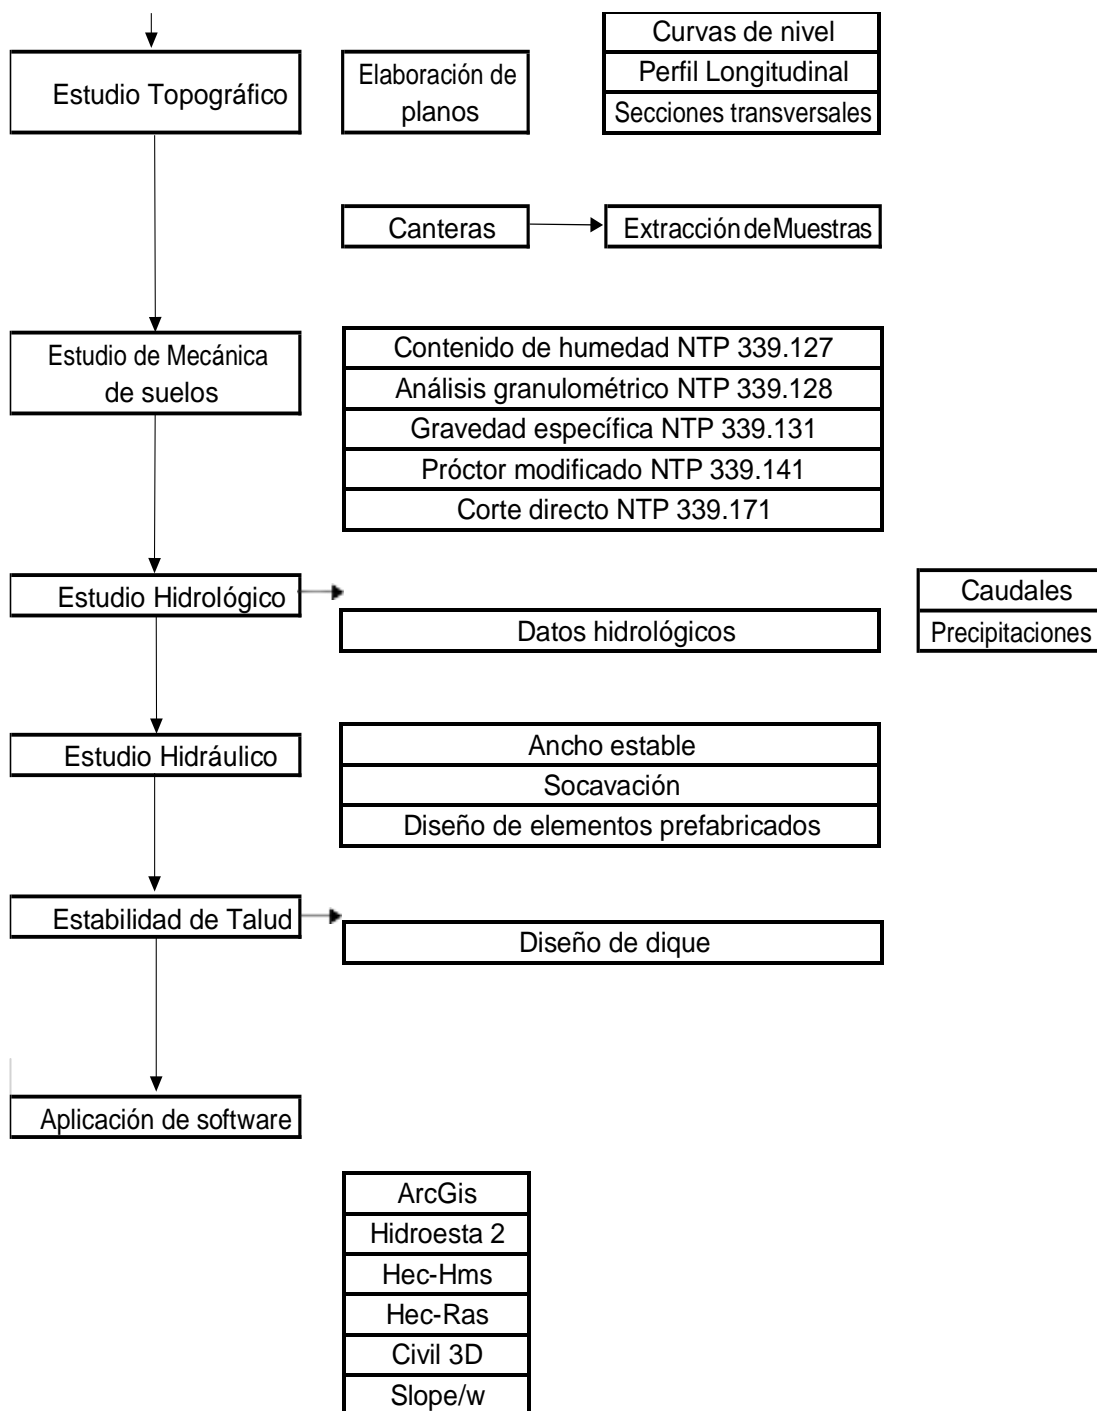 Curvas de nivel
Perfil Longitudinal
Secciones transversales
Estudio Topográfico
Elaboración de
planos
Canteras
Extracción de Muestras
Estudio de Mecánica
de suelos
Contenido de humedad NTP 339.127
Análisis granulométrico NTP 339.128
Gravedad específica NTP 339.131
Próctor modificado NTP 339.141
Corte directo NTP 339.171
Estudio Hidrológico
Datos hidrológicos
Caudales
Precipitaciones
Estudio Hidráulico
Ancho estable
Socavación
Diseño de elementos prefabricados
Estabilidad de Talud
Diseño de dique
Aplicación de software
ArcGis
Hidroesta 2
Hec-Hms
Hec-Ras
Civil 3D
Slope/w